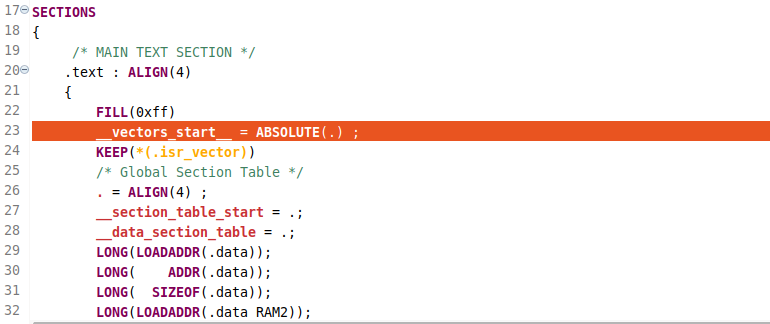 17 SECTIONS
18 {
19 /* MAIN TEXT SECTION */
20 .text : ALIGN(4)
21 {
22 FILL(0xff)
23 __vectors_start__ = ABSOLUTE(.) ;
24 KEEP(*(.isr_vector))
25 /* Global Section Table */
26 . = ALIGN(4) ;
27 __section_table_start = .;
28 __data_section_table = .;
29 LONG(LOADADDR(.data));
30 LONG(    ADDR(.data));
31 LONG(  SIZEOF(.data));
32 LONG(LOADADDR(.data RAM2));